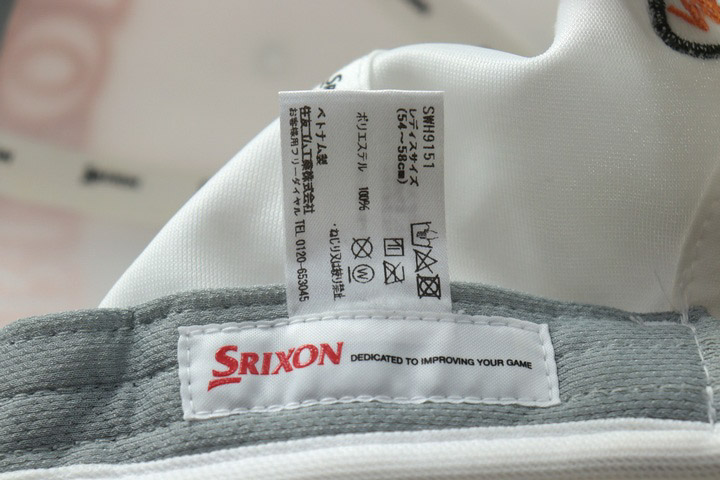 SWH9151
レディスサイズ
(54～58cm)
ポリエステル 100%
・ねじり又は擦り禁止
ベトナム製
住友ゴム工業株式会社
お客様用フリーダイヤル TEL 0120-653045
W
SRIXON
DEDICATED TO IMPROVING YOUR GAME